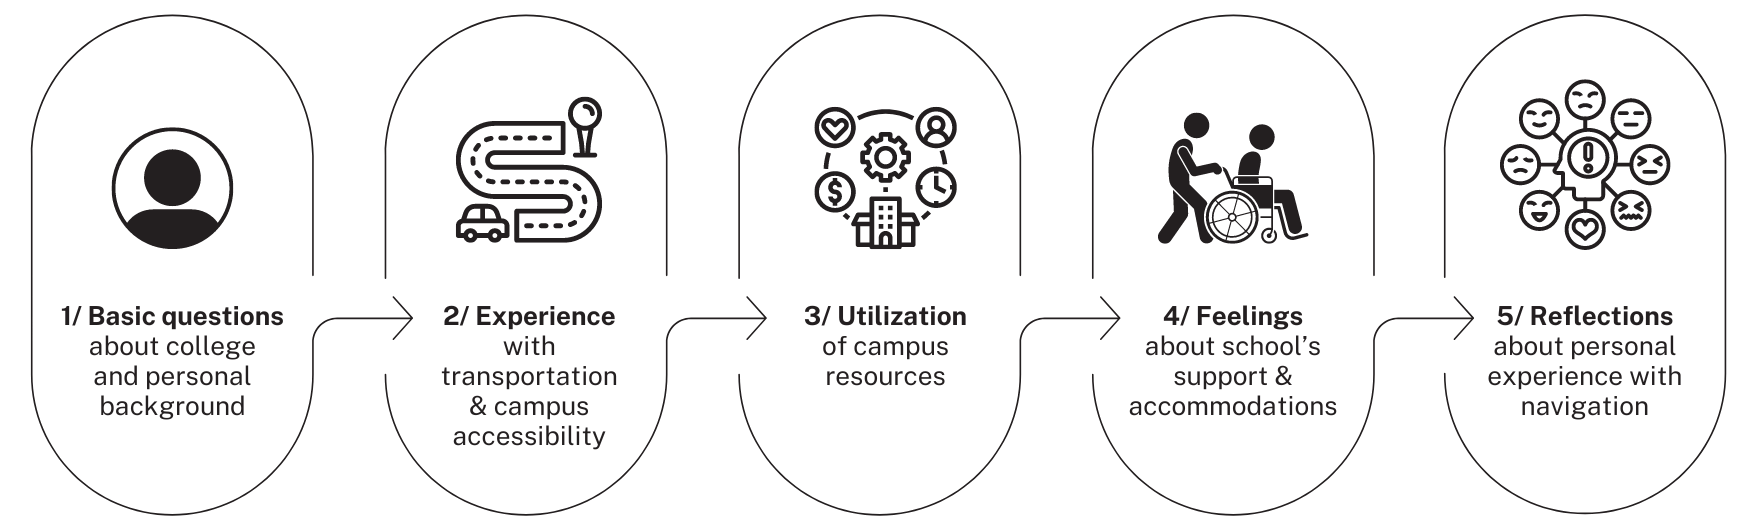 1/ Basic questions
about college
and personal
background
2/ Experience
with
transportation
& campus
accessibility
3/ Utilization
of campus
resources
4/ Feelings
about school’s
support &
accommodations
5/ Reflections
about personal
experience with
navigation